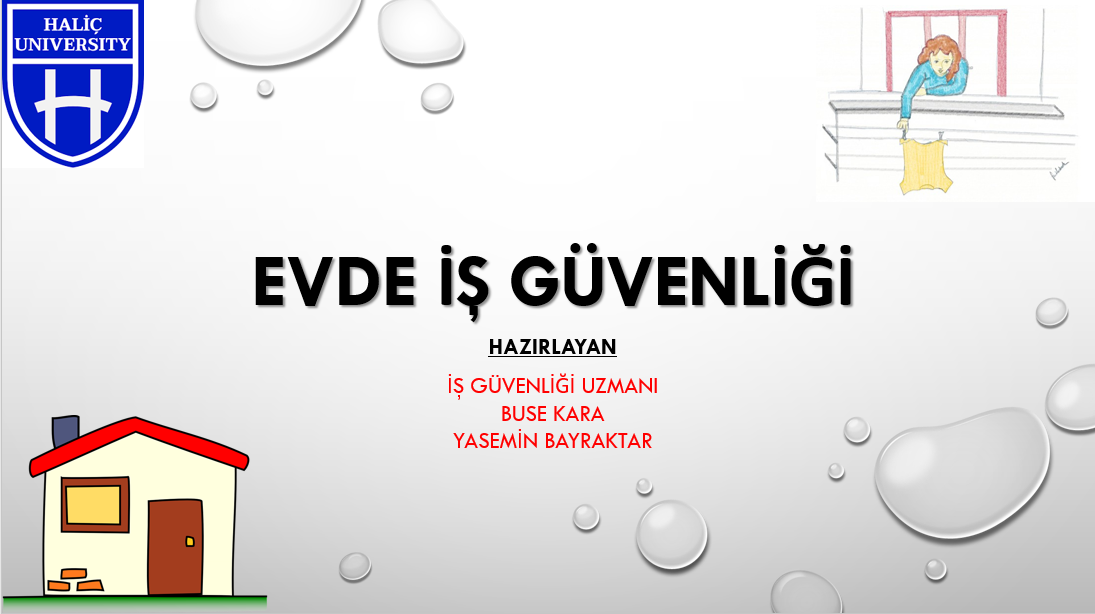 HALİÇ
UNIVERSITY
EVDE İŞ GÜVENLİĞİ
HAZIRLAYAN
İŞ GÜVENLİĞİ UZMANI
BUSE KARA
YASEMİN BAYRAKTAR